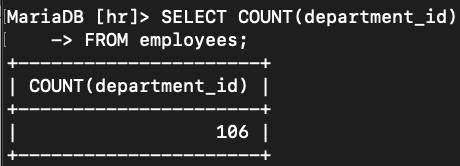 MariaDB [hr]> SELECT COUNT(department_id)
    -> FROM employees;
+----------------------+
| COUNT(department_id) |
+----------------------+
|                  106 |
+----------------------+